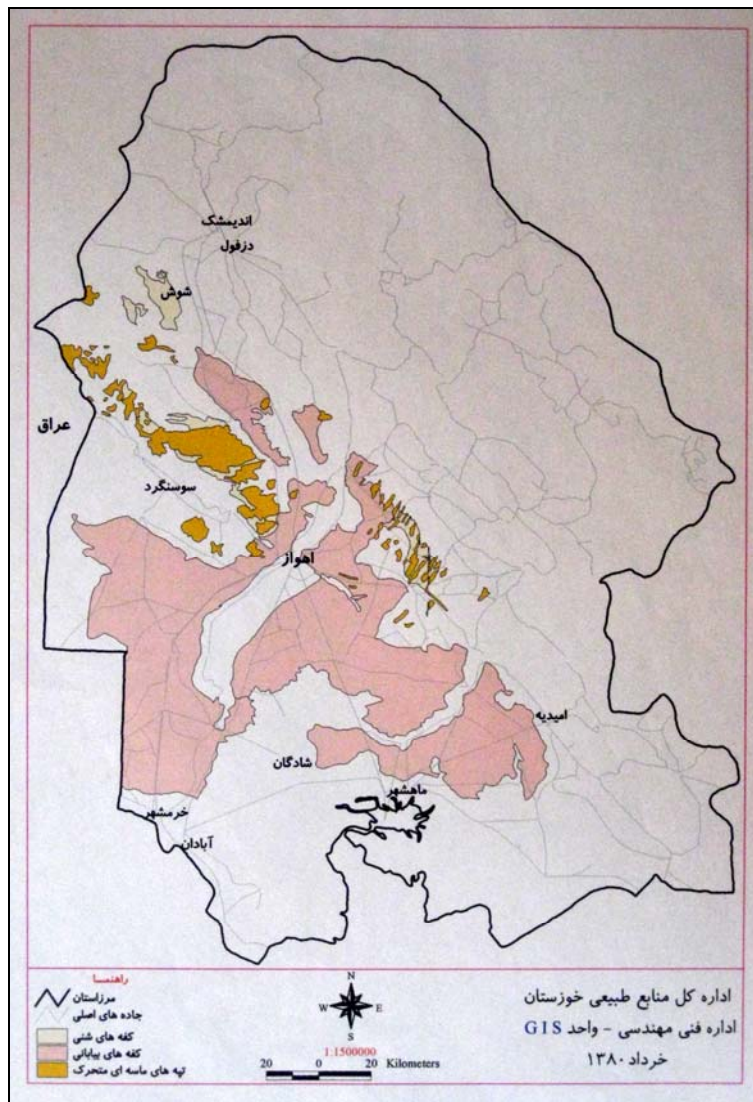 اندیمشک
دزفول
شوش
عراق
سوسنگرد
اهواز
امیدیه
شادگان
ماهشهر
خرمشهر
آبادان
راهنما
مرزاستان
جاده های اصلی
کفه های شنی
کفه های بیابانی
تپه های ماسه ای متحرک
N
W E
S
1:1500000
20 0 20 Kilometers
اداره کل منابع طبیعی خوزستان
اداره فنی مهندسی - واحد GIS
خرداد ۱۳۸۰